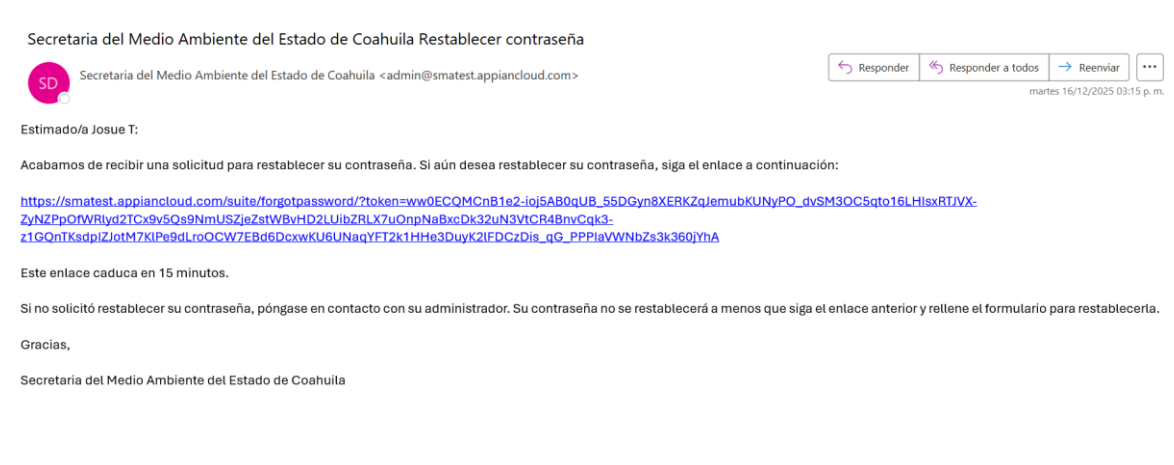 Secretaria del Medio Ambiente del Estado de Coahuila Restablecer contraseña
SD
Secretaria del Medio Ambiente del Estado de Coahuila <admin@smatest.appiancloud.com>
Responder
Responder a todos
Reenviar
martes 16/12/2025 03:15 p. m.
Estimado/a Josue T:
Acabamos de recibir una solicitud para restablecer su contraseña. Si aún desea restablecer su contraseña, siga el enlace a continuación:
https://smatest.appiancloud.com/suite/forgotpassword/?token=ww0ECQMCnB1e2-ioj5AB0qUB_55DGyn8XERKZqJemubKUNyPO_dvSM3OC5qto16LHIsxRTJVX-
ZyNZPpOfWRlyd2TCx9v5Qs9NmUSZjeZstWBvHD2LUibZRLX7uOnpNaBxcDk32uN3VtCR4BnvCqk3-
z1GQnTKsdpIZJotM7KlPe9dLroOCW7EBd6DcxwKU6UNaqYFT2k1HHe3DuyK2lFDCzDis_qG_PPPlaVWNbZs3k360jYhA
Este enlace caduca en 15 minutos.
Si no solicitó restablecer su contraseña, póngase en contacto con su administrador. Su contraseña no se restablecerá a menos que siga el enlace anterior y rellene el formulario para restablecerla.
Gracias,
Secretaria del Medio Ambiente del Estado de Coahuila